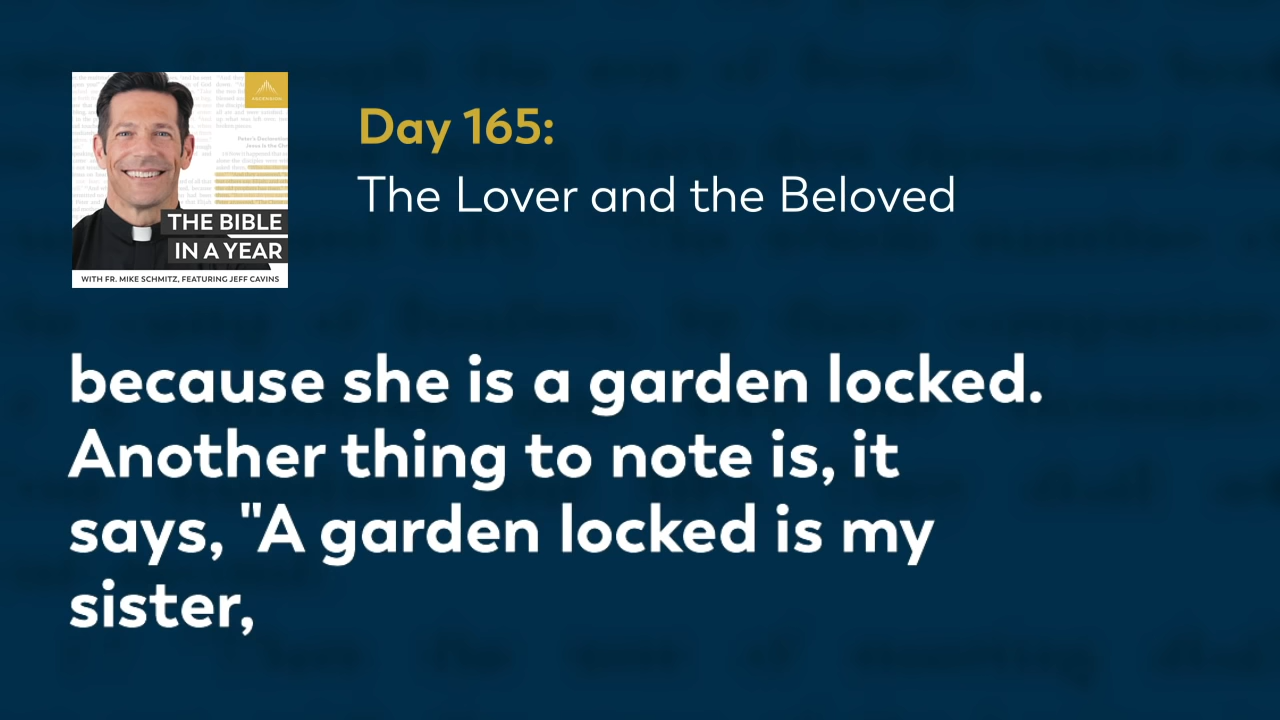 Day 165:
The Lover and the Beloved
THE BIBLE
IN A YEAR
WITH FR. MIKE SCHMITZ, FEATURING JEFF CAVINS
because she is a garden locked.
Another thing to note is, it
says, "A garden locked is my
sister,